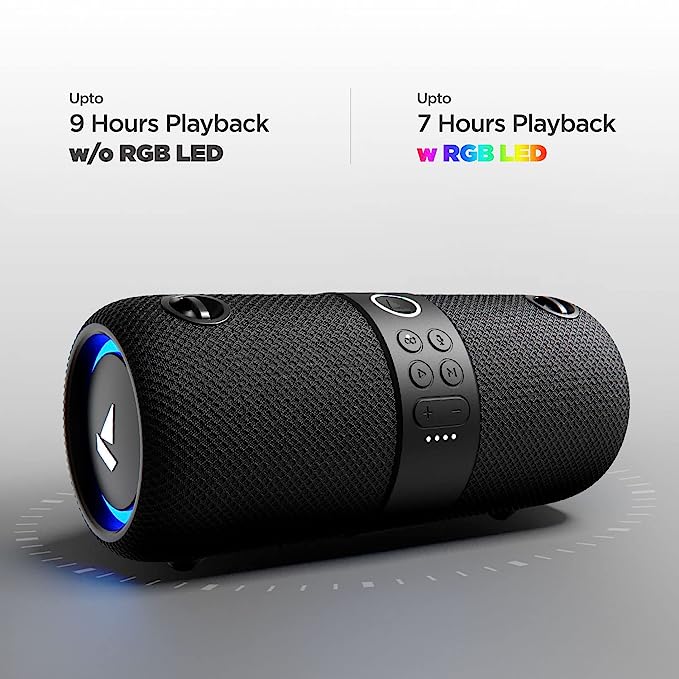 Upto
9 Hours Playback
w/o RGB LED
Upto
7 Hours Playback
w RGB LED
M
+ −